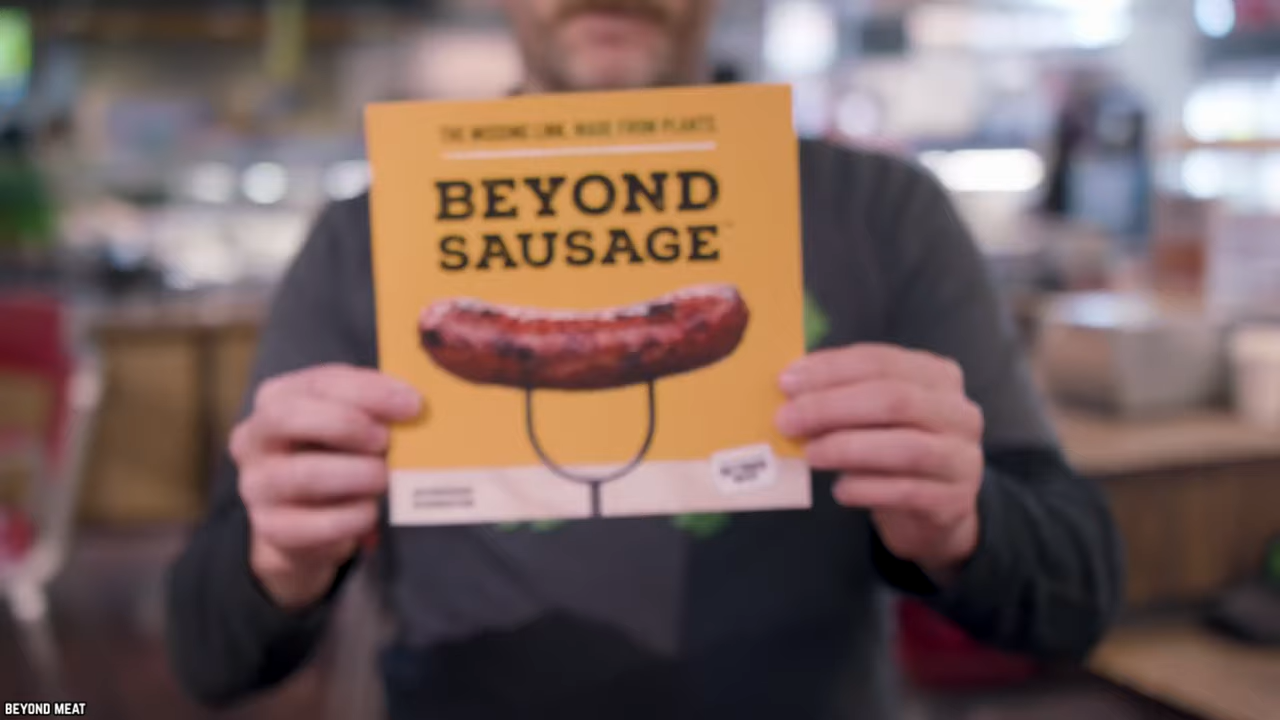 THE MISSING LINK. MADE FROM PLANTS.
BEYOND
SAUSAGE
BEYOND MEAT